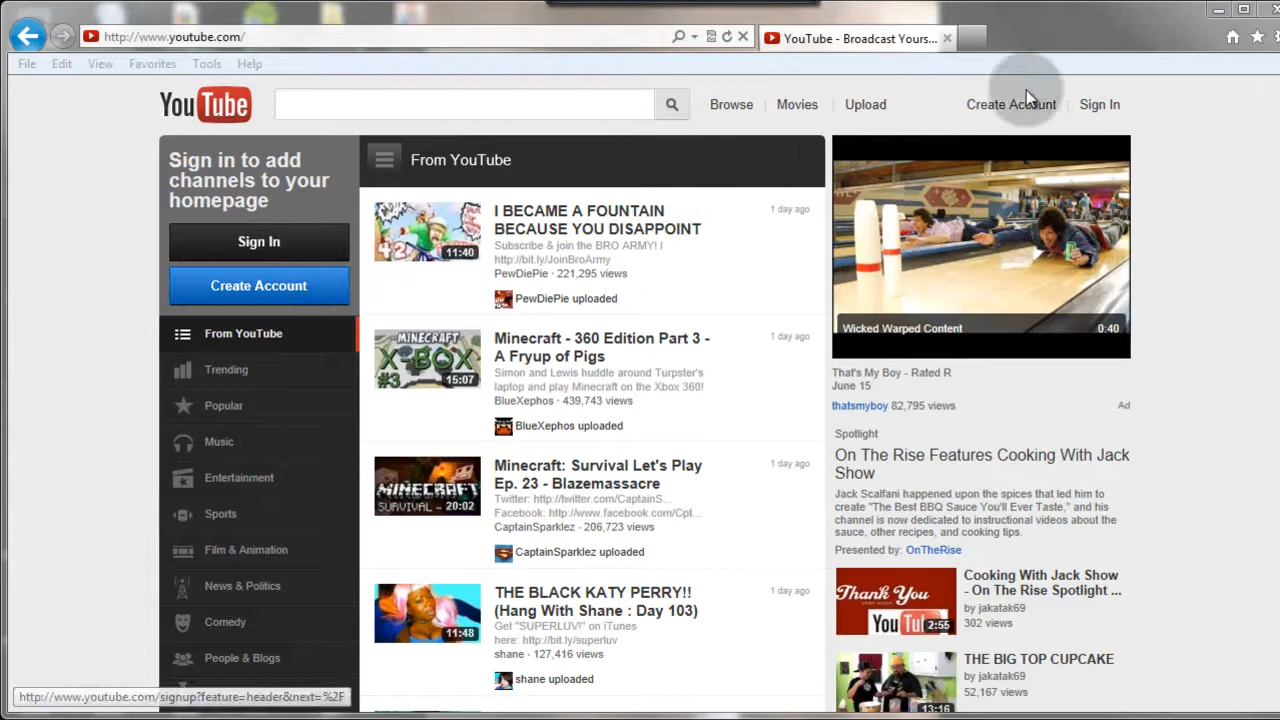 http://www.youtube.com/
YouTube - Broadcast Yours...
File Edit View Favorites Tools Help
YouTube
Browse Movies Upload Create Account Sign In
Sign in to add
channels to your
homepage
Sign In
Create Account
From YouTube
Trending
Popular
Music
Entertainment
Sports
Film & Animation
News & Politics
Comedy
People & Blogs
From YouTube
I BECAME A FOUNTAIN
BECAUSE YOU DISAPPOINT
1 day ago
Subscribe & join the BRO ARMY! l
http://bit.ly/JoinBroArmy
PewDiePie · 221,295 views
PewDiePie uploaded
11:40
Minecraft - 360 Edition Part 3 -
A Fryup of Pigs
1 day ago
Simon and Lewis huddle around Turpster's
laptop and play Minecraft on the Xbox 360!
BlueXephos · 439,743 views
BlueXephos uploaded
MINECRAFT
X-BOX
#3
15:07
Minecraft: Survival Let's Play
Ep. 23 - Blazemassacre
1 day ago
Twitter: http://twitter.com/CaptainS...
Facebook: http://www.facebook.com/Cpt...
CaptainSparklez · 206,723 views
CaptainSparklez uploaded
MINECRAFT
SURVIVAL -
20:02
THE BLACK KATY PERRY!!
(Hang With Shane : Day 103)
1 day ago
Get "SUPERLUV!" on iTunes
here: http://bit.ly/superluv
shane · 127,416 views
shane uploaded
11:48
Wicked Warped Content 0:40
That's My Boy - Rated R
June 15
thatsmyboy 82,795 views Ad
Spotlight
On The Rise Features Cooking With Jack
Show
Jack Scalfani happened upon the spices that led him to
create "The Best BBQ Sauce You'll Ever Taste," and his
channel is now dedicated to instructional videos about the
sauce, other recipes, and cooking tips.
Presented by: OnTheRise
Thank You
You Tu
2:55
Cooking With Jack Show
- On The Rise Spotlight ...
by jakatak69
302 views
THE BIG TOP CUPCAKE
by jakatak69
52,167 views
13:16
http://www.youtube.com/signup?feature=header&next=%2F